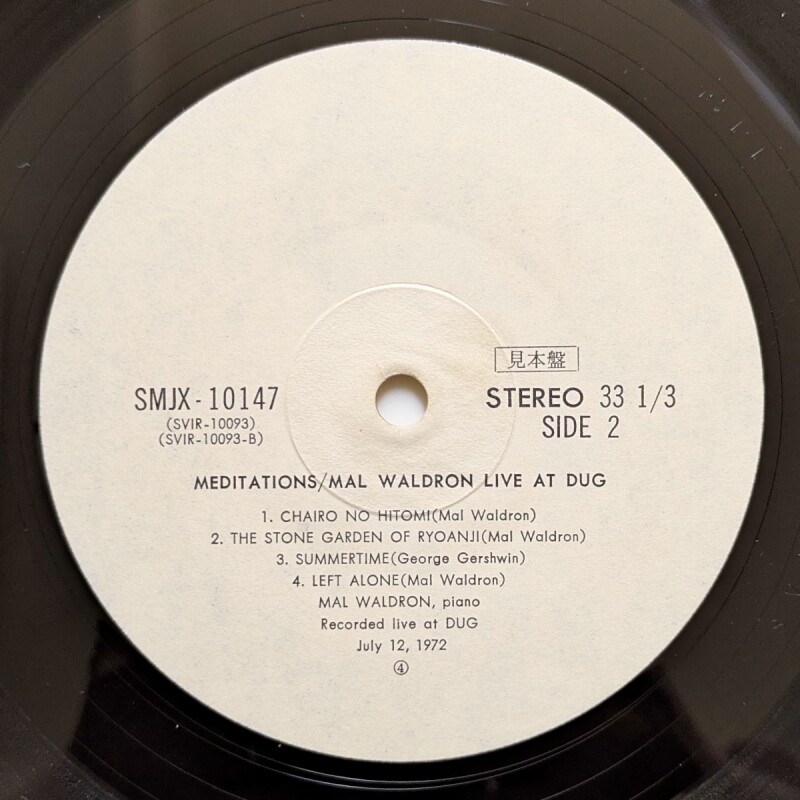 見本盤
SMJX-10147
STEREO 33 1/3
(SVIR-10093)
SIDE 2
(SVIR-10093-B)
MEDITATIONS/MAL WALDRON LIVE AT DUG
1. CHAIRO NO HITOMI(Mal Waldron)
2. THE STONE GARDEN OF RYOANJI(Mal Waldron)
3. SUMMERTIME(George Gershwin)
4. LEFT ALONE(Mal Waldron)
MAL WALDRON, piano
Recorded live at DUG
July 12, 1972
④